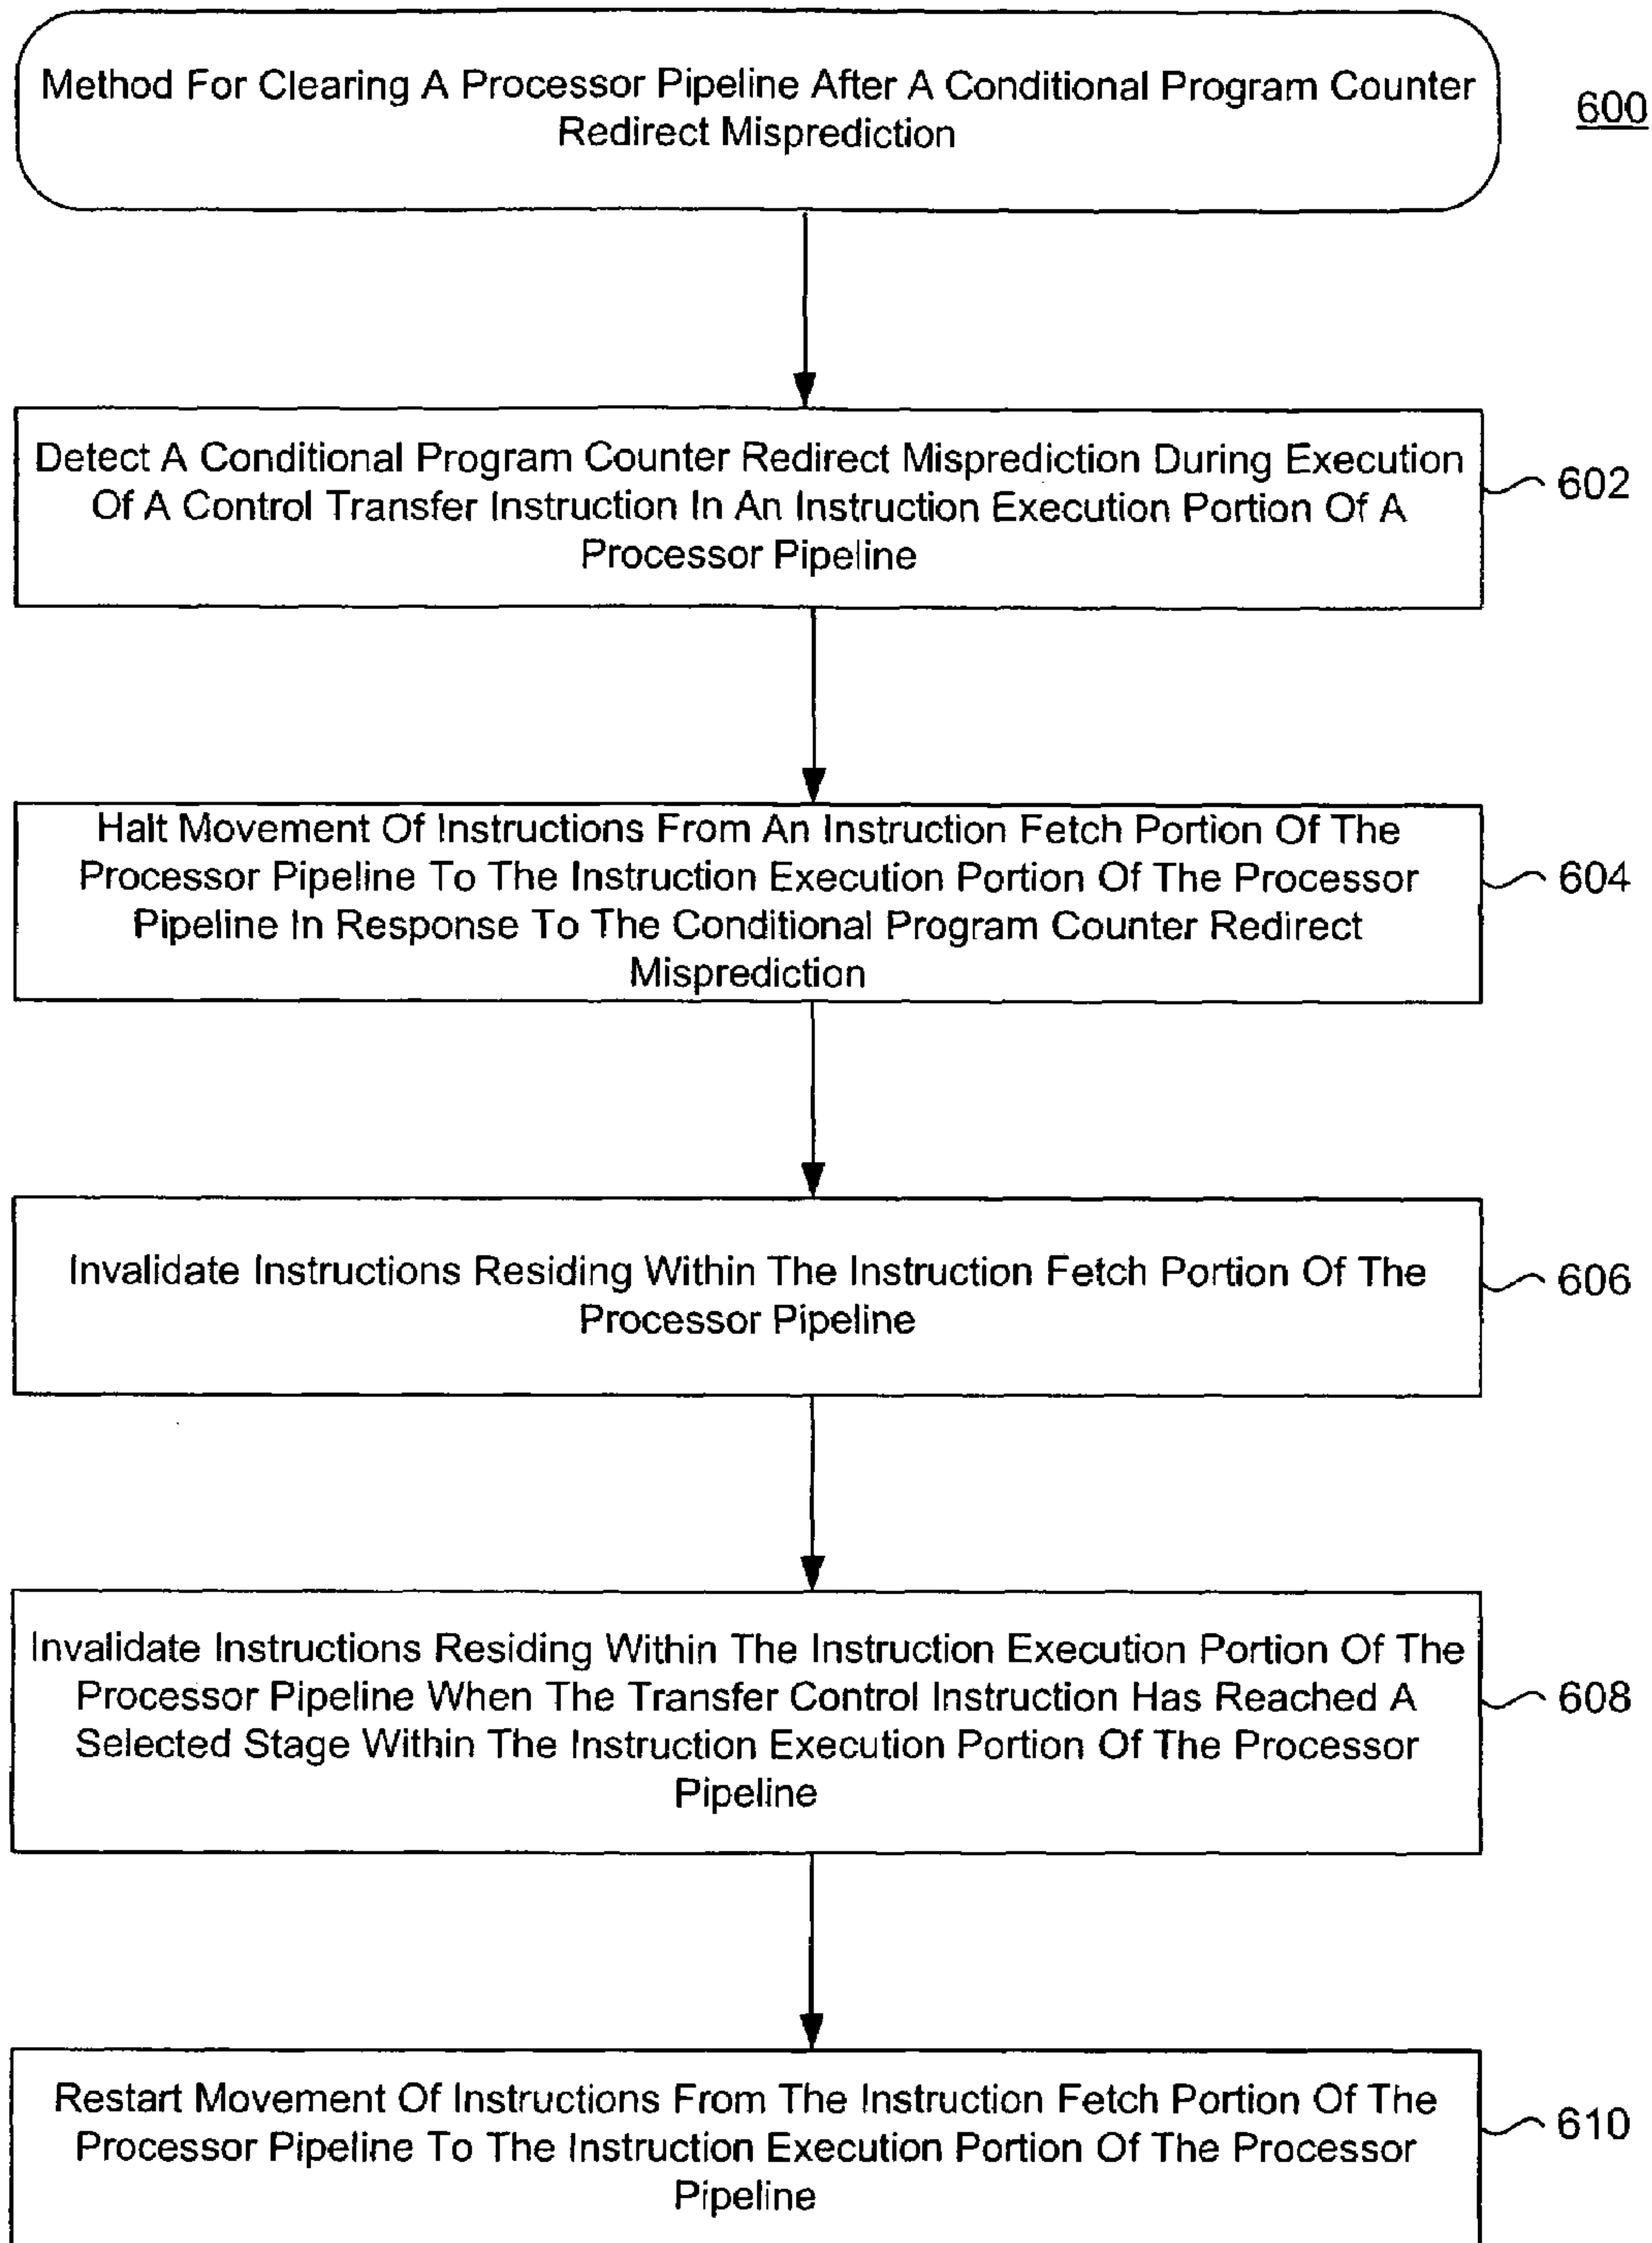 Method For Clearing A Processor Pipeline After A Conditional Program Counter
Redirect Misprediction
600
Detect A Conditional Program Counter Redirect Misprediction During Execution
Of A Control Transfer Instruction In An Instruction Execution Portion Of A
Processor Pipeline
602
Halt Movement Of Instructions From An Instruction Fetch Portion Of The
Processor Pipeline To The Instruction Execution Portion Of The Processor
Pipeline In Response To The Conditional Program Counter Redirect
Misprediction
604
Invalidate Instructions Residing Within The Instruction Fetch Portion Of The
Processor Pipeline
606
Invalidate Instructions Residing Within The Instruction Execution Portion Of The
Processor Pipeline When The Transfer Control Instruction Has Reached A
Selected Stage Within The Instruction Execution Portion Of The Processor
Pipeline
608
Restart Movement Of Instructions From The Instruction Fetch Portion Of The
Processor Pipeline To The Instruction Execution Portion Of The Processor
Pipeline
610